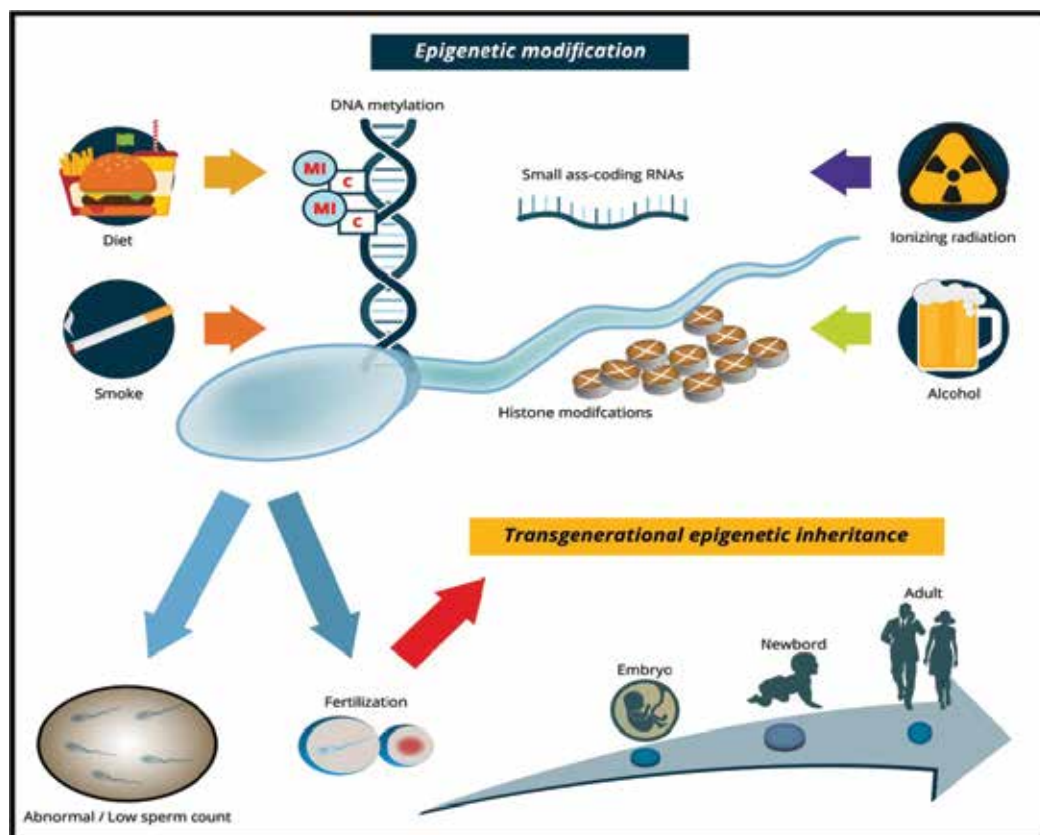 Epigenetic modification
DNA metylation
MI
C
MI
C
Small ass-coding RNAs
Diet
Ionizing radiation
Smoke
Histone modifcations
Alcohol
Transgenerational epigenetic inheritance
Adult
Newbord
Embryo
Fertilization
Abnormal / Low sperm count